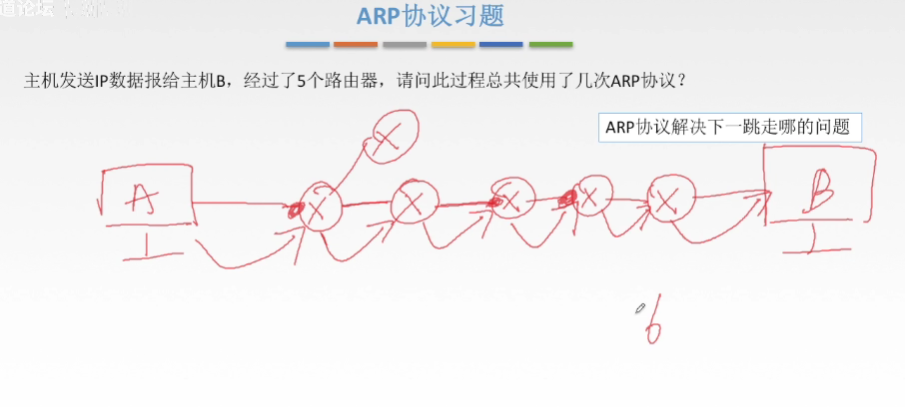 道论坛
ARP协议习题
主机发送IP数据报给主机B，经过了5个路由器，请问此过程总共使用了几次ARP协议？
ARP协议解决下一跳走哪的问题
A X X X X X X B
6